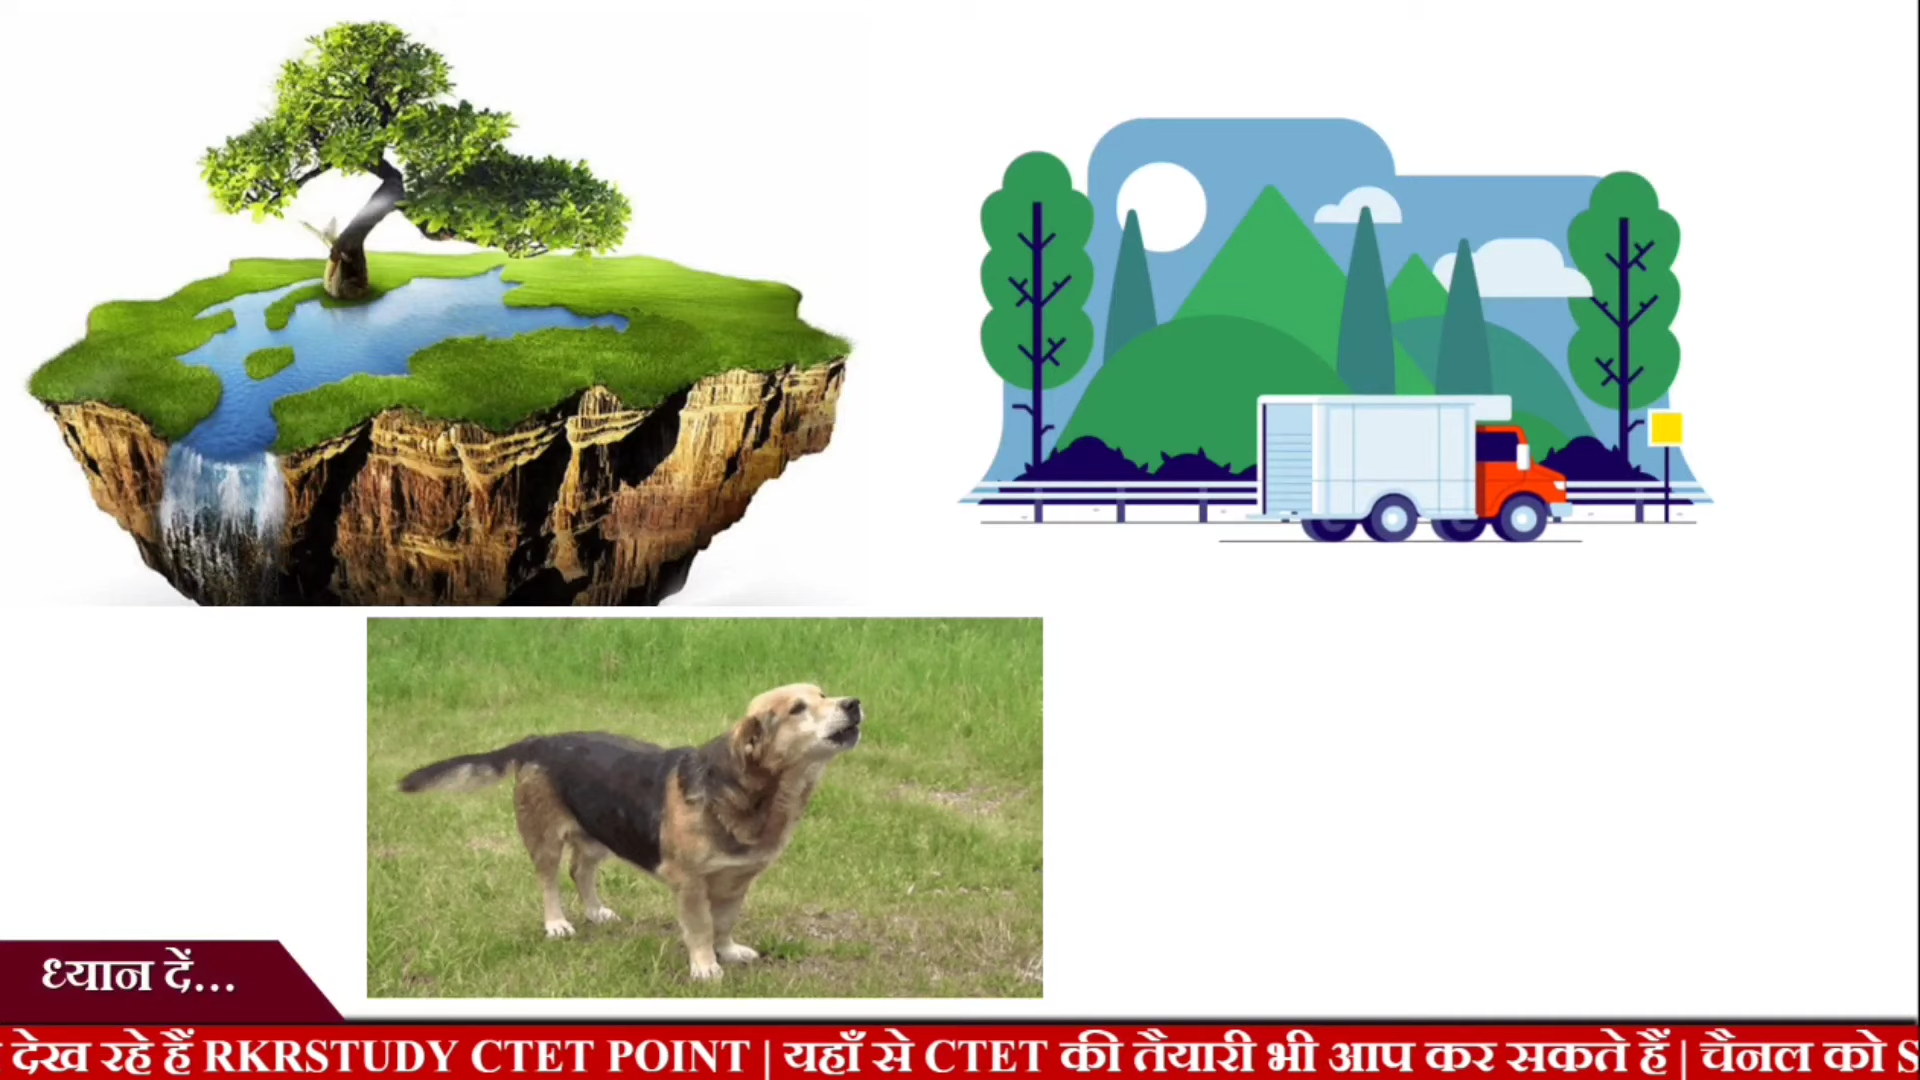 ध्यान दें...
देख रहे हैं RKRSTUDY CTET POINT | यहाँ से CTET की तैयारी भी आप कर सकते हैं | चैनल को S